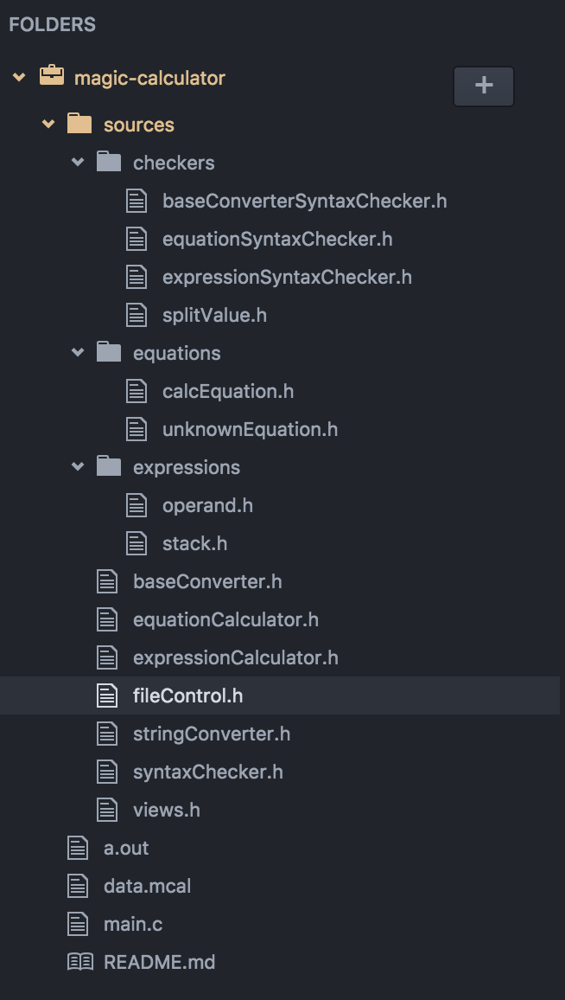 FOLDERS
magic-calculator
+
sources
checkers
baseConverterSyntaxChecker.h
equationSyntaxChecker.h
expressionSyntaxChecker.h
splitValue.h
equations
calcEquation.h
unknownEquation.h
expressions
operand.h
stack.h
baseConverter.h
equationCalculator.h
expressionCalculator.h
fileControl.h
stringConverter.h
syntaxChecker.h
views.h
a.out
data.mcal
main.c
README.md